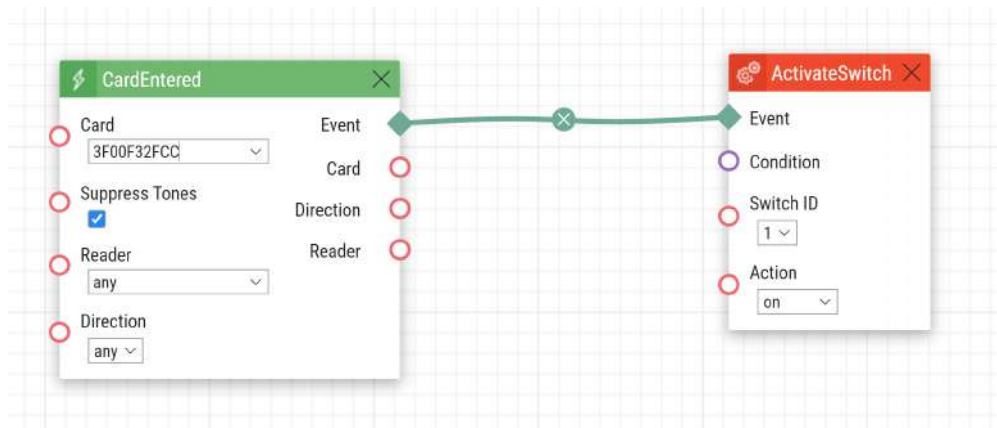 CardEntered
Card
3F00F32FCC
Suppress Tones
Reader
any
Direction
any
Event
Card
Direction
Reader
ActivateSwitch
Event
Condition
Switch ID
1
Action
on